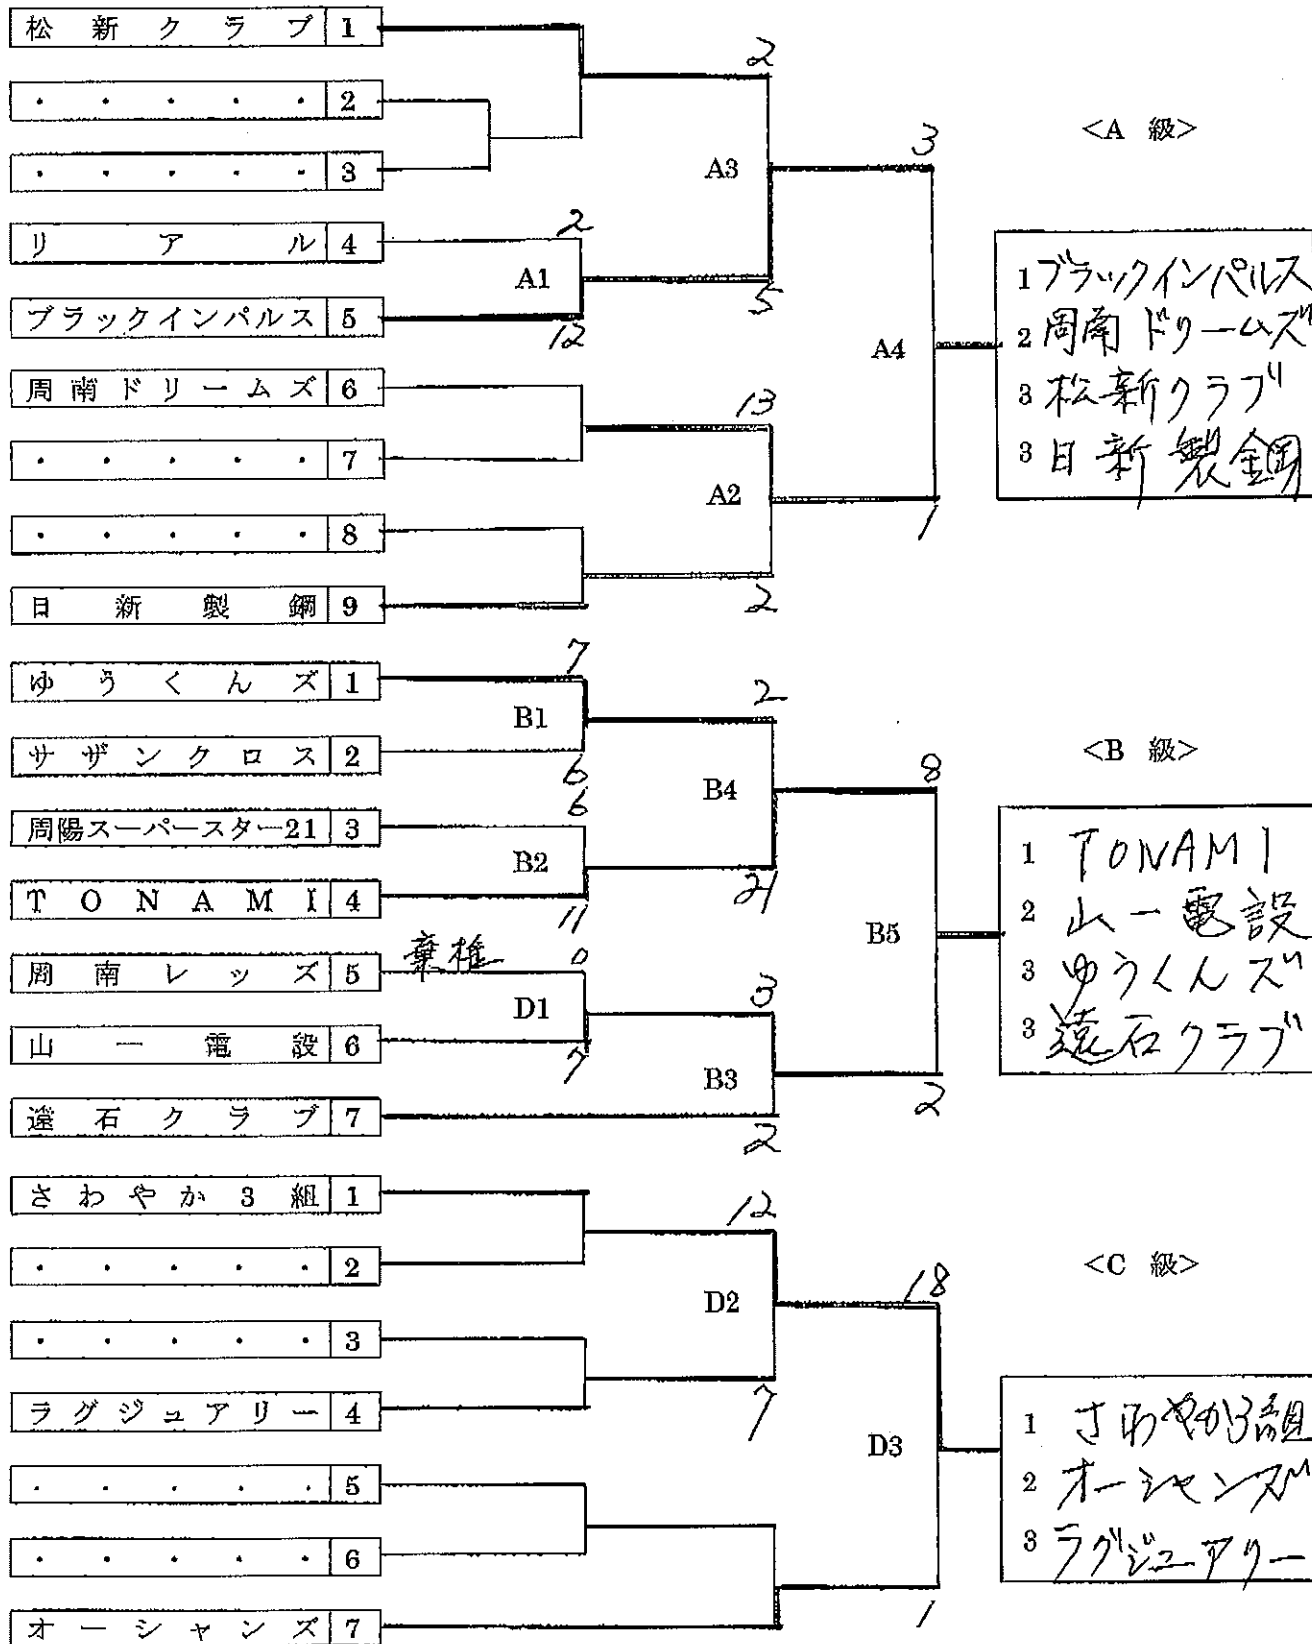 松新クラブ 1
2
・・・・・ 2
・・・・・ 3
3
<A 級>
A3
リアル 4
2
A1
ブラックインパルス 5
12
5
A4
1 ブラックインパルス
2 周南ドリームズ
3 松新クラブ
3 日新製鋼
周南ドリームズ 6
13
・・・・・ 7
A2
・・・・・ 8
1
日新製鋼 9
2
ゆうくんズ 1
7
B1
2
サザンクロス 2
6
<B 級>
8
B4
周陽スーパースター21 3
6
B2
TONAMI 4
11
21
B5
1 TONAMI
2 山一電設
3 ゆうくんズ
3 遠石クラブ
周南レッズ 5
棄権 0
D1
3
山一電設 6
7
B3
2
遠石クラブ 7
2
さわやか3組 1
12
・・・・・ 2
<C 級>
18
D2
・・・・・ 3
ラグジュアリー 4
7
D3
1 さわやか3組
2 オーシャンズ
3 ラグジュアリー
・・・・・ 5
・・・・・ 6
1
オーシャンズ 7